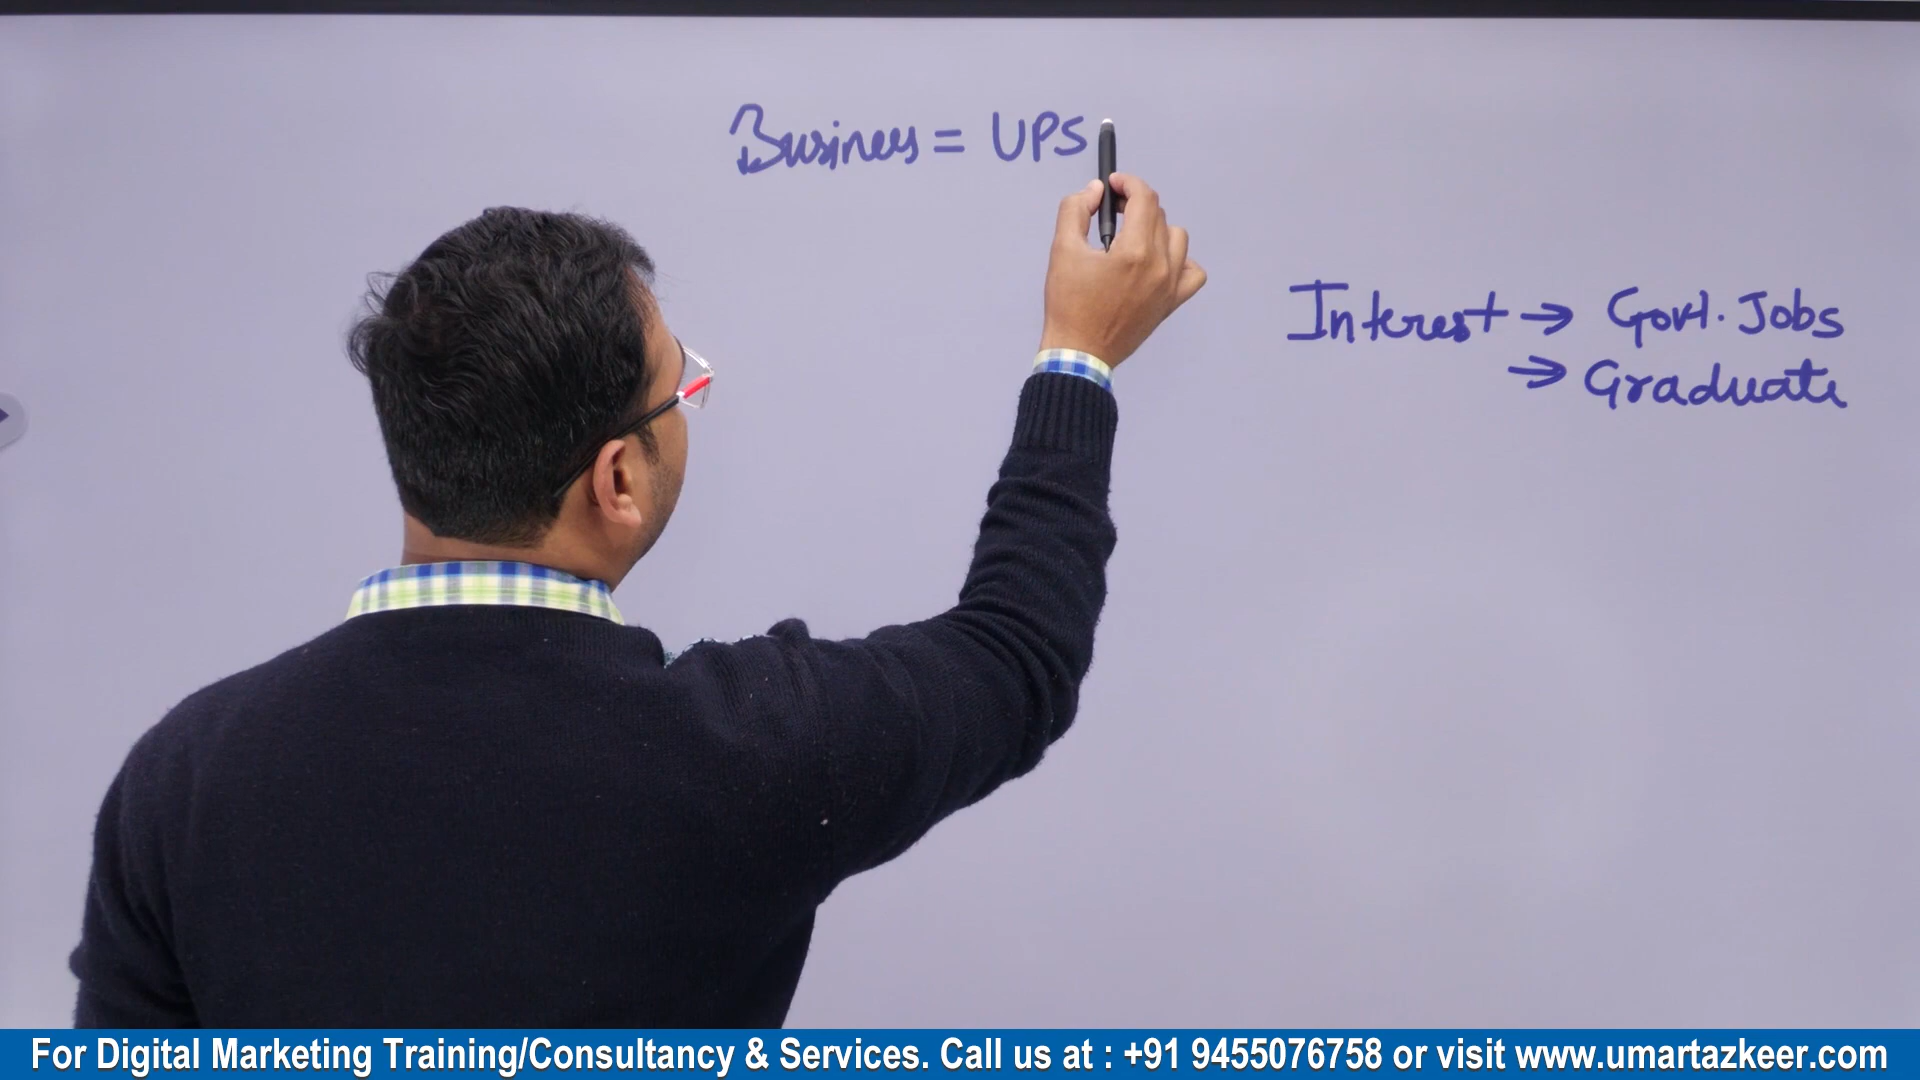 Business = UPS
Interest → Govt. Jobs
→ Graduate
For Digital Marketing Training/Consultancy & Services. Call us at : +91 9455076758 or visit www.umartazkeer.com